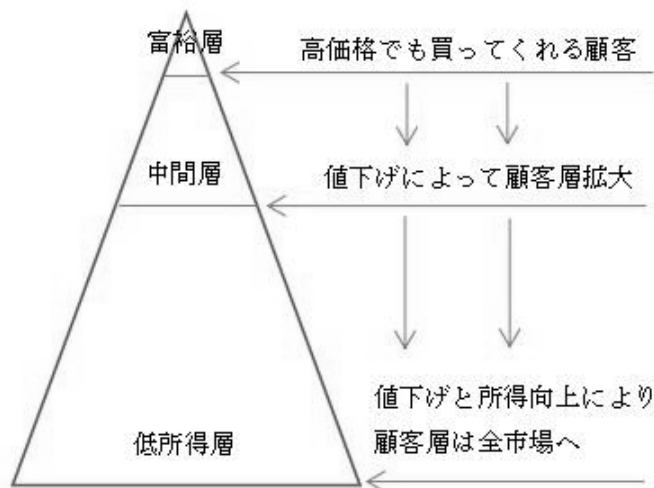 富裕層
高価格でも買ってくれる顧客
中間層
値下げによって顧客層拡大
値下げと所得向上により
顧客層は全市場へ
低所得層